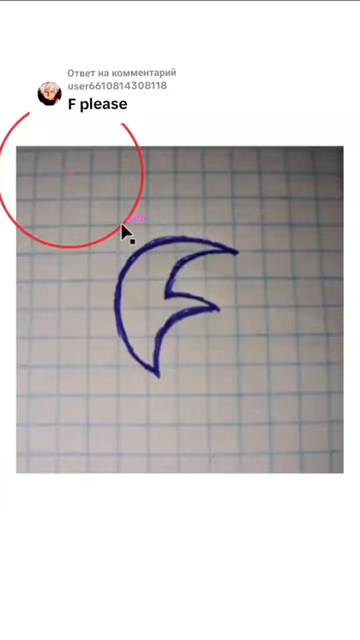 Ответ на комментарий
user6610814308118
F please
F